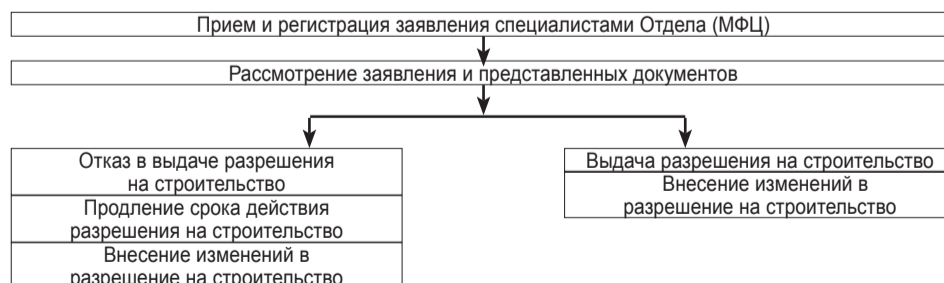 Прием и регистрация заявления специалистами Отдела (МФЦ)
Рассмотрение заявления и представленных документов
Отказ в выдаче разрешения
на строительство
Продление срока действия
разрешения на строительство
Внесение изменений в
разрешение на строительство
Выдача разрешения на строительство
Внесение изменений в
разрешение на строительство